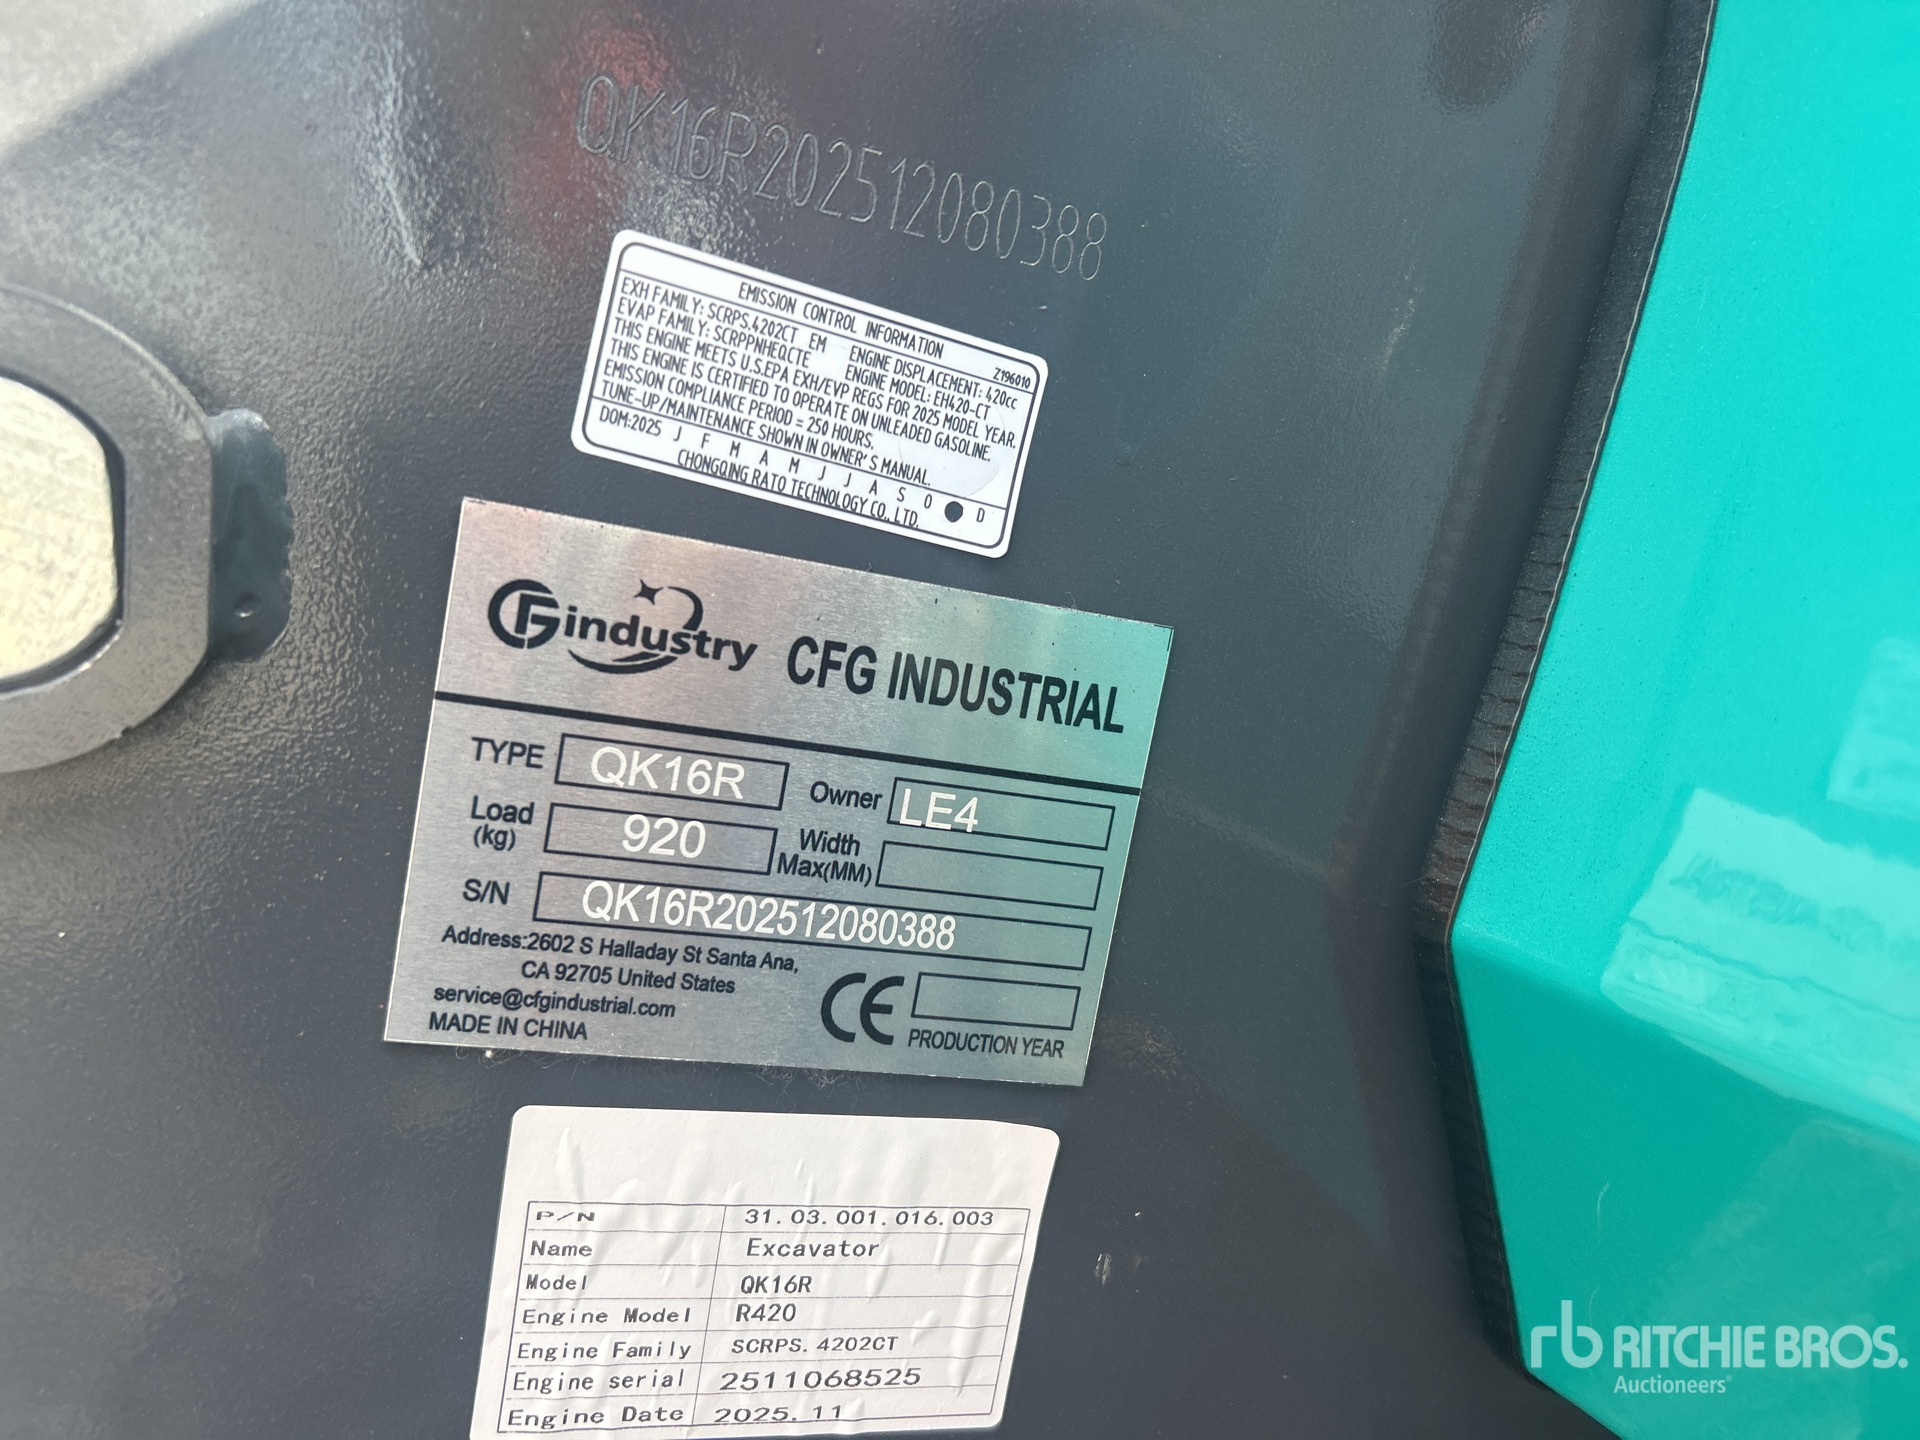 QK16R202512080388
EMISSION CONTROL INFORMATION
Z196010
EXH FAMILY: SCRPS.4202CT EM ENGINE DISPLACEMENT: 420cc
EVAP FAMILY: SCRPPNHEQCTE ENGINE MODEL: EH420-CT
THIS ENGINE MEETS U.S.EPA EXH/EVP REGS FOR 2025 MODEL YEAR.
THIS ENGINE IS CERTIFIED TO OPERATE ON UNLEADED GASOLINE.
EMISSION COMPLIANCE PERIOD = 250 HOURS.
TUNE-UP/MAINTENANCE SHOWN IN OWNER'S MANUAL.
DOM:2025 J F M A M J J A S O ● D
CHONGQING RATO TECHNOLOGY CO., LTD.
CFG industry CFG INDUSTRIAL
TYPE QK16R Owner LE4
Load (kg) 920 Width Max(MM)
S/N QK16R202512080388
Address:2602 S Halladay St Santa Ana,
CA 92705 United States
service@cfgindustrial.com
MADE IN CHINA
CE PRODUCTION YEAR
P/N 31.03.001.016.003
Name Excavator
Model QK16R
Engine Model R420
Engine Family SCRPS.4202CT
Engine serial 2511068525
Engine Date 2025.11
rb RITCHIE BROS.
Auctioneers